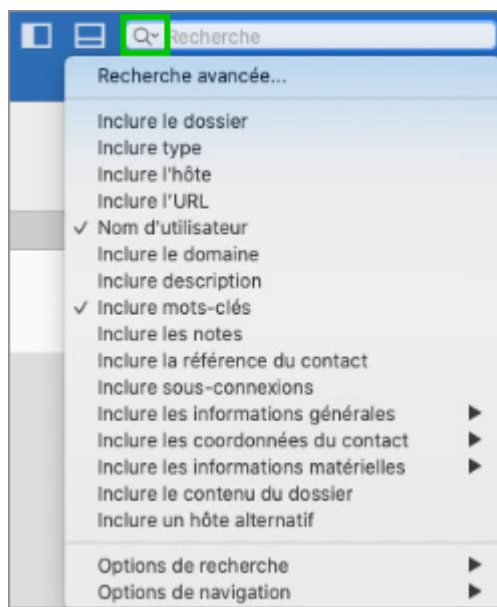 Recherche
Recherche avancée...
Inclure le dossier
Inclure type
Inclure l'hôte
Inclure l'URL
✓ Nom d'utilisateur
Inclure le domaine
Inclure description
✓ Inclure mots-clés
Inclure les notes
Inclure la référence du contact
Inclure sous-connexions
Inclure les informations générales
Inclure les coordonnées du contact
Inclure les informations matérielles
Inclure le contenu du dossier
Inclure un hôte alternatif
Options de recherche
Options de navigation